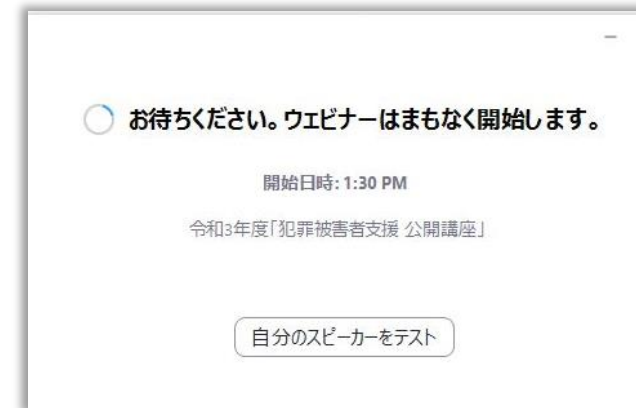 お待ちください。ウェビナーはまもなく開始します。
開始日時: 1:30 PM
令和3年度「犯罪被害者支援 公開講座」
自分のスピーカーをテスト